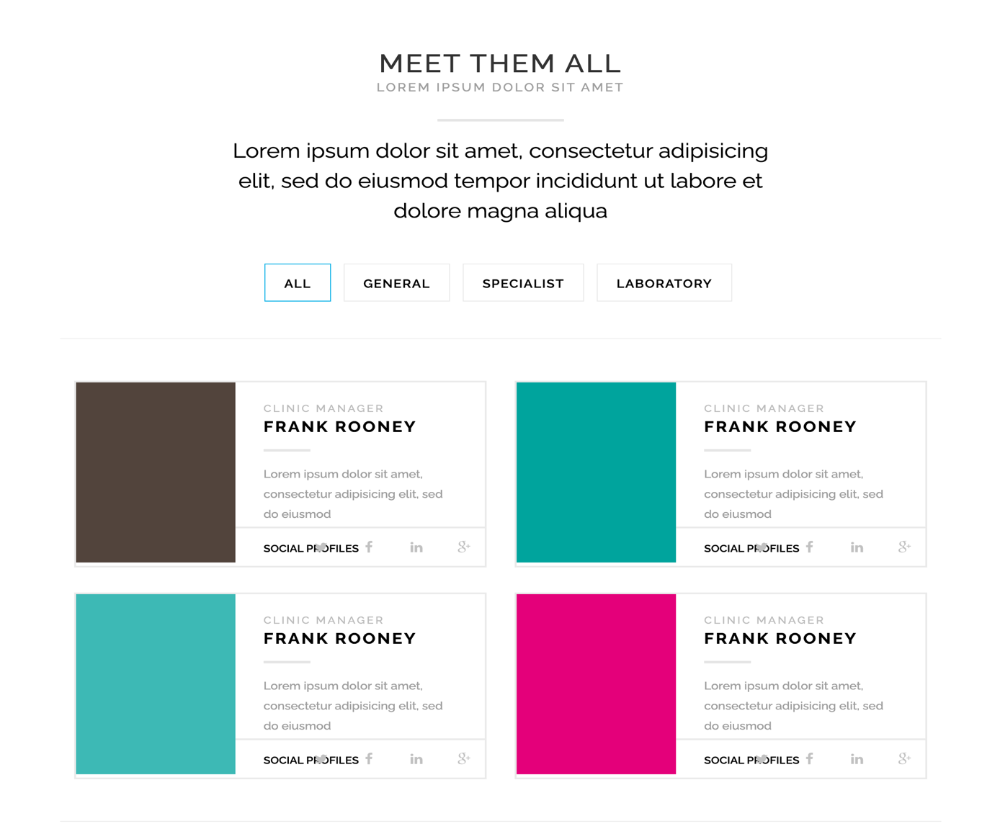 MEET THEM ALL
LOREM IPSUM DOLOR SIT AMET
Lorem ipsum dolor sit amet, consectetur adipisicing
elit, sed do eiusmod tempor incididunt ut labore et
dolore magna aliqua
ALL
GENERAL
SPECIALIST
LABORATORY
CLINIC MANAGER
FRANK ROONEY
Lorem ipsum dolor sit amet,
consectetur adipisicing elit, sed
do eiusmod
SOCIAL PROFILES
CLINIC MANAGER
FRANK ROONEY
Lorem ipsum dolor sit amet,
consectetur adipisicing elit, sed
do eiusmod
SOCIAL PROFILES
CLINIC MANAGER
FRANK ROONEY
Lorem ipsum dolor sit amet,
consectetur adipisicing elit, sed
do eiusmod
SOCIAL PROFILES
CLINIC MANAGER
FRANK ROONEY
Lorem ipsum dolor sit amet,
consectetur adipisicing elit, sed
do eiusmod
SOCIAL PROFILES